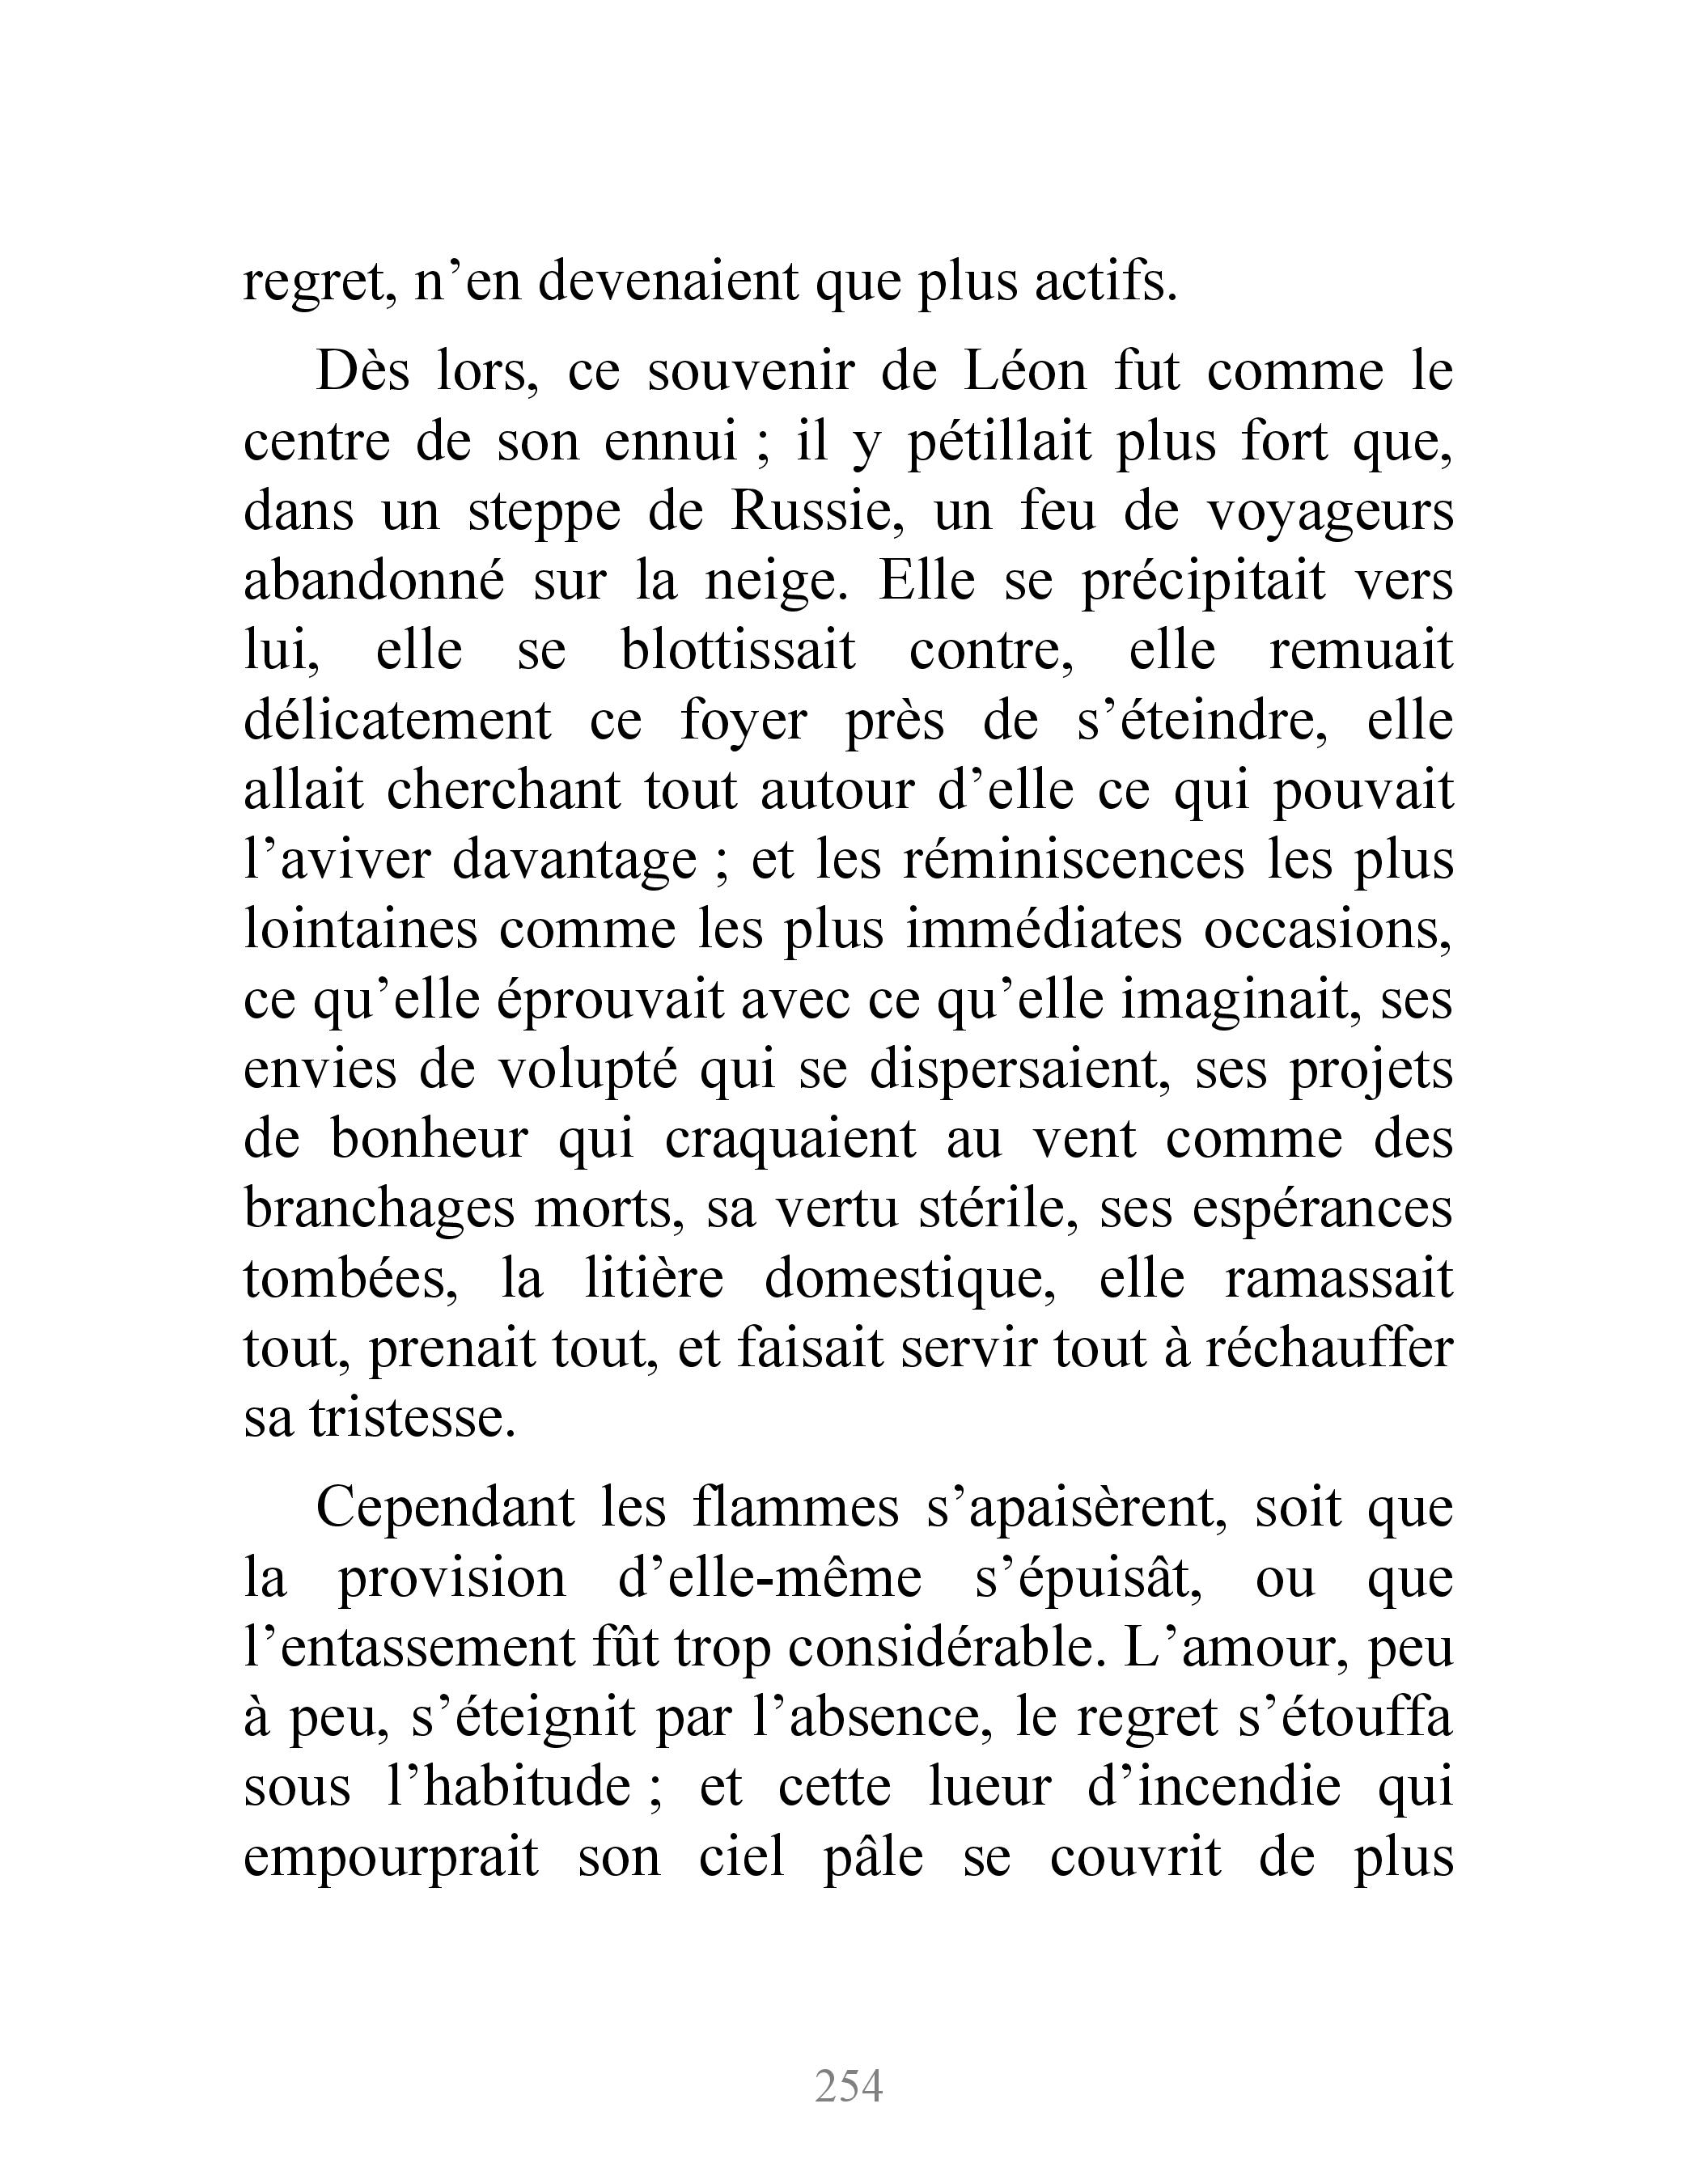 regret, n’en devenaient que plus actifs.
Dès lors, ce souvenir de Léon fut comme le
centre de son ennui ; il y pétillait plus fort que,
dans un steppe de Russie, un feu de voyageurs
abandonné sur la neige. Elle se précipitait vers
lui, elle se blottissait contre, elle remuait
délicatement ce foyer près de s’éteindre, elle
allait cherchant tout autour d’elle ce qui pouvait
l’aviver davantage ; et les réminiscences les plus
lointaines comme les plus immédiates occasions,
ce qu’elle éprouvait avec ce qu’elle imaginait, ses
envies de volupté qui se dispersaient, ses projets
de bonheur qui craquaient au vent comme des
branchages morts, sa vertu stérile, ses espérances
tombées, la litière domestique, elle ramassait
tout, prenait tout, et faisait servir tout à réchauffer
sa tristesse.
Cependant les flammes s’apaisèrent, soit que
la provision d’elle-même s’épuisât, ou que
l’entassement fût trop considérable. L’amour, peu
à peu, s’éteignit par l’absence, le regret s’étouffa
sous l’habitude ; et cette lueur d’incendie qui
empourprait son ciel pâle se couvrit de plus
254